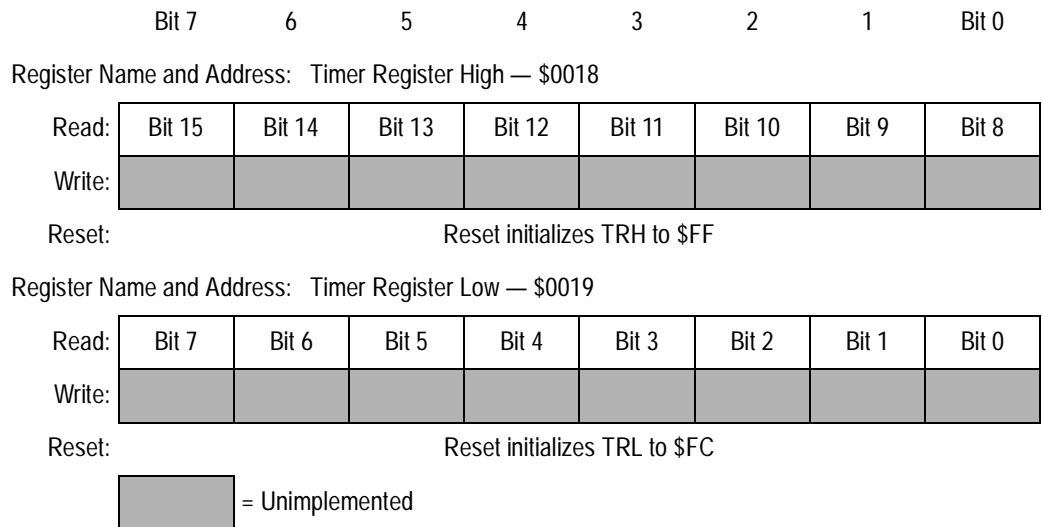 Bit 7 6 5 4 3 2 1 Bit 0
Register Name and Address: Timer Register High — $0018
Read: Bit 15 Bit 14 Bit 13 Bit 12 Bit 11 Bit 10 Bit 9 Bit 8
Write:
Reset: Reset initializes TRH to $FF
Register Name and Address: Timer Register Low — $0019
Read: Bit 7 Bit 6 Bit 5 Bit 4 Bit 3 Bit 2 Bit 1 Bit 0
Write:
Reset: Reset initializes TRL to $FC
= Unimplemented